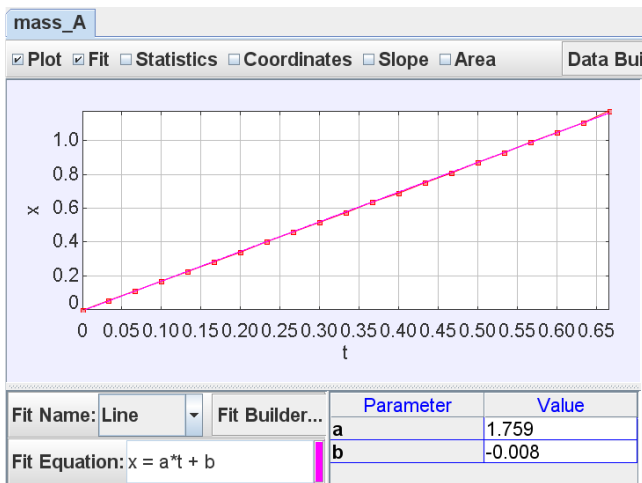 mass_A
Plot Fit Statistics Coordinates Slope Area Data Bui
1.0
0.8
0.6
0.4
0.2
0
x
0 0.05 0.10 0.15 0.20 0.25 0.30 0.35 0.40 0.45 0.50 0.55 0.60 0.65
t
Fit Name: Line Fit Builder...
Fit Equation: x = a*t + b
Parameter Value
a 1.759
b -0.008